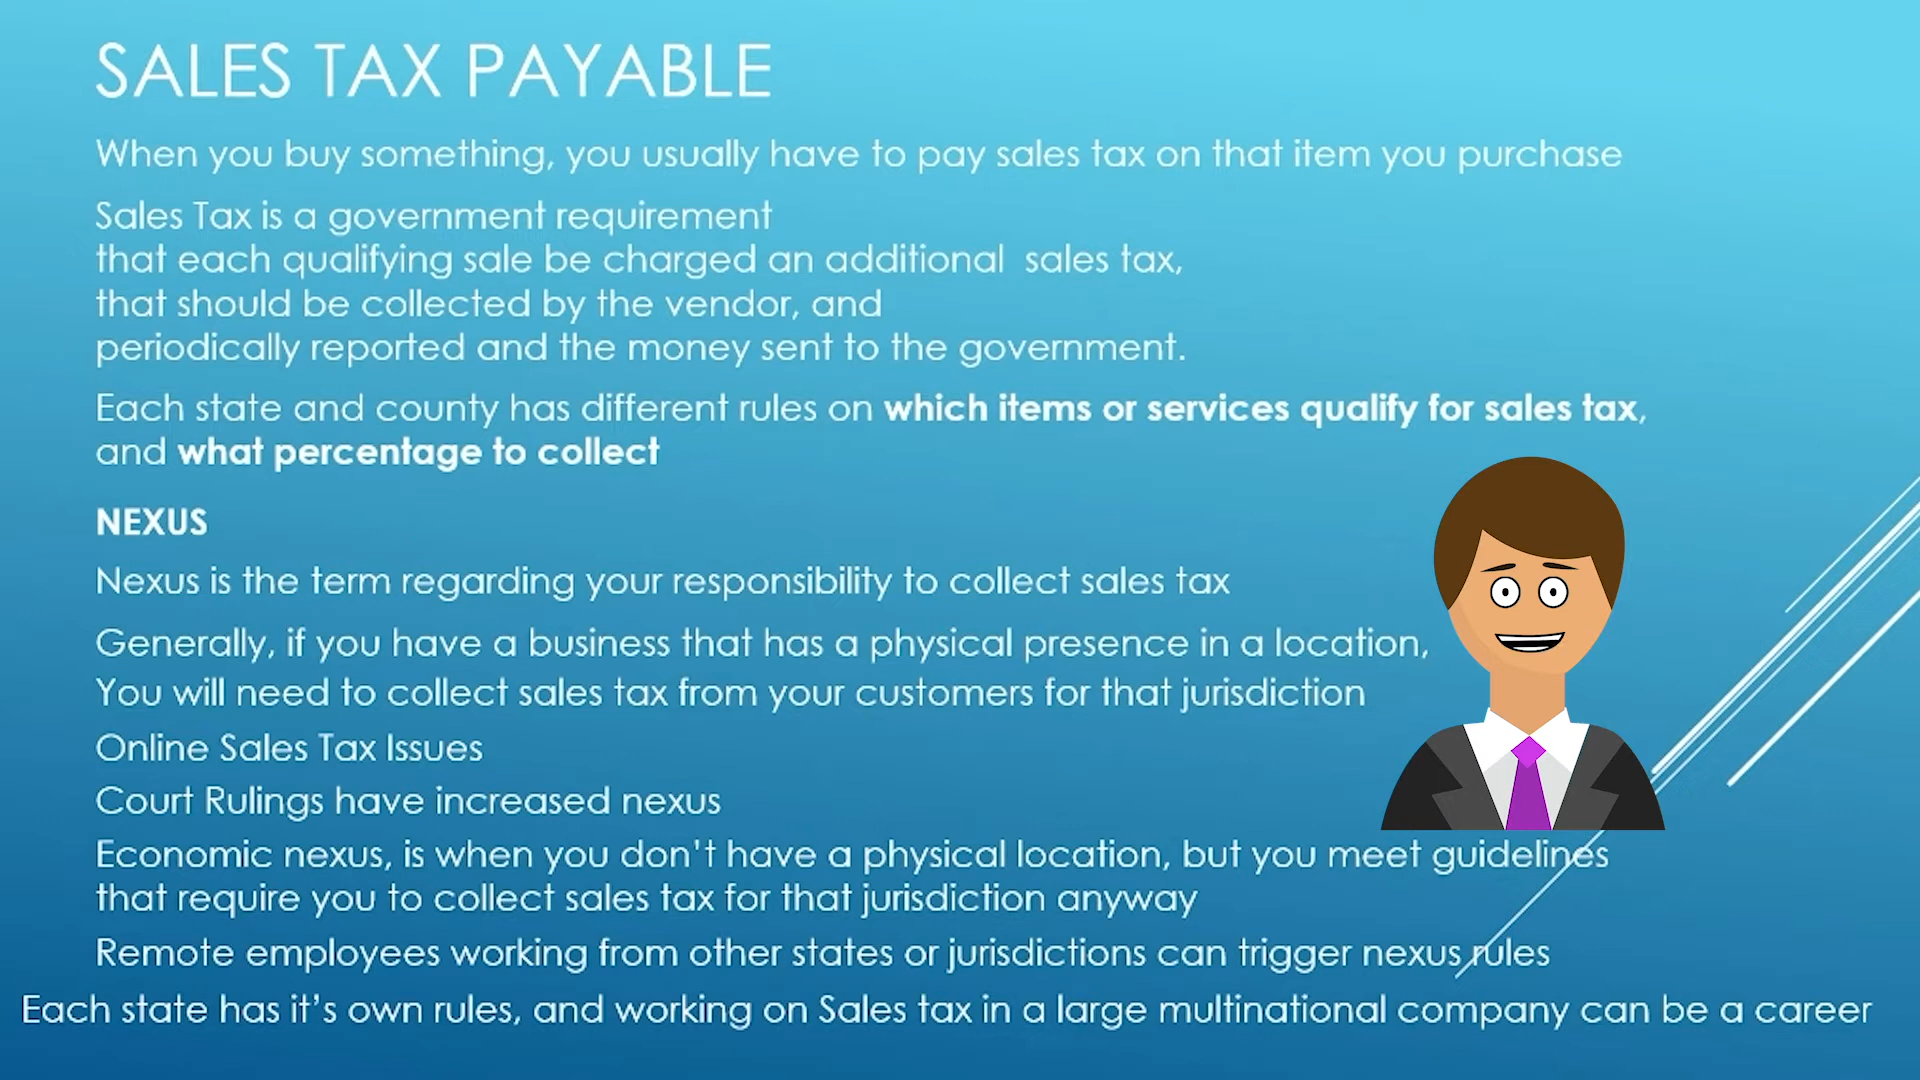 SALES TAX PAYABLE
When you buy something, you usually have to pay sales tax on that item you purchase
Sales Tax is a government requirement
that each qualifying sale be charged an additional  sales tax,
that should be collected by the vendor, and
periodically reported and the money sent to the government.
Each state and county has different rules on which items or services qualify for sales tax,
and what percentage to collect
NEXUS
Nexus is the term regarding your responsibility to collect sales tax
Generally, if you have a business that has a physical presence in a location,
You will need to collect sales tax from your customers for that jurisdiction
Online Sales Tax Issues
Court Rulings have increased nexus
Economic nexus, is when you don't have a physical location, but you meet guidelines
that require you to collect sales tax for that jurisdiction anyway
Remote employees working from other states or jurisdictions can trigger nexus rules
Each state has it's own rules, and working on Sales tax in a large multinational company can be a career